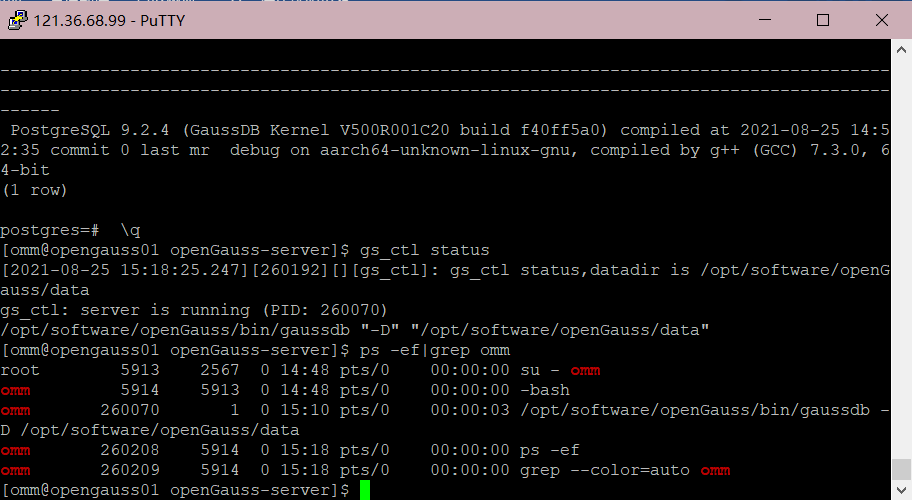 121.36.68.99 - PuTTY
--------------------------------------------------------------------------------
--------------------------------------------------------------------------------
------
PostgreSQL 9.2.4 (GaussDB Kernel V500R001C20 build f40ff5a0) compiled at 2021-08-25 14:5
2:35 commit 0 last mr  debug on aarch64-unknown-linux-gnu, compiled by g++ (GCC) 7.3.0, 6
4-bit
(1 row)
postgres=#  \q
[omm@opengauss01 openGauss-server]$ gs_ctl status
[2021-08-25 15:18:25.247][260192][][gs_ctl]: gs_ctl status,datadir is /opt/software/openG
auss/data
gs_ctl: server is running (PID: 260070)
/opt/software/openGauss/bin/gaussdb "-D" "/opt/software/openGauss/data"
[omm@opengauss01 openGauss-server]$ ps -ef|grep omm
root        5913    2567  0 14:48 pts/0    00:00:00 su - omm
omm         5914    5913  0 14:48 pts/0    00:00:00 -bash
omm       260070       1  0 15:10 pts/0    00:00:03 /opt/software/openGauss/bin/gaussdb -
D /opt/software/openGauss/data
omm       260208    5914  0 15:18 pts/0    00:00:00 ps -ef
omm       260209    5914  0 15:18 pts/0    00:00:00 grep --color=auto omm
[omm@opengauss01 openGauss-server]$